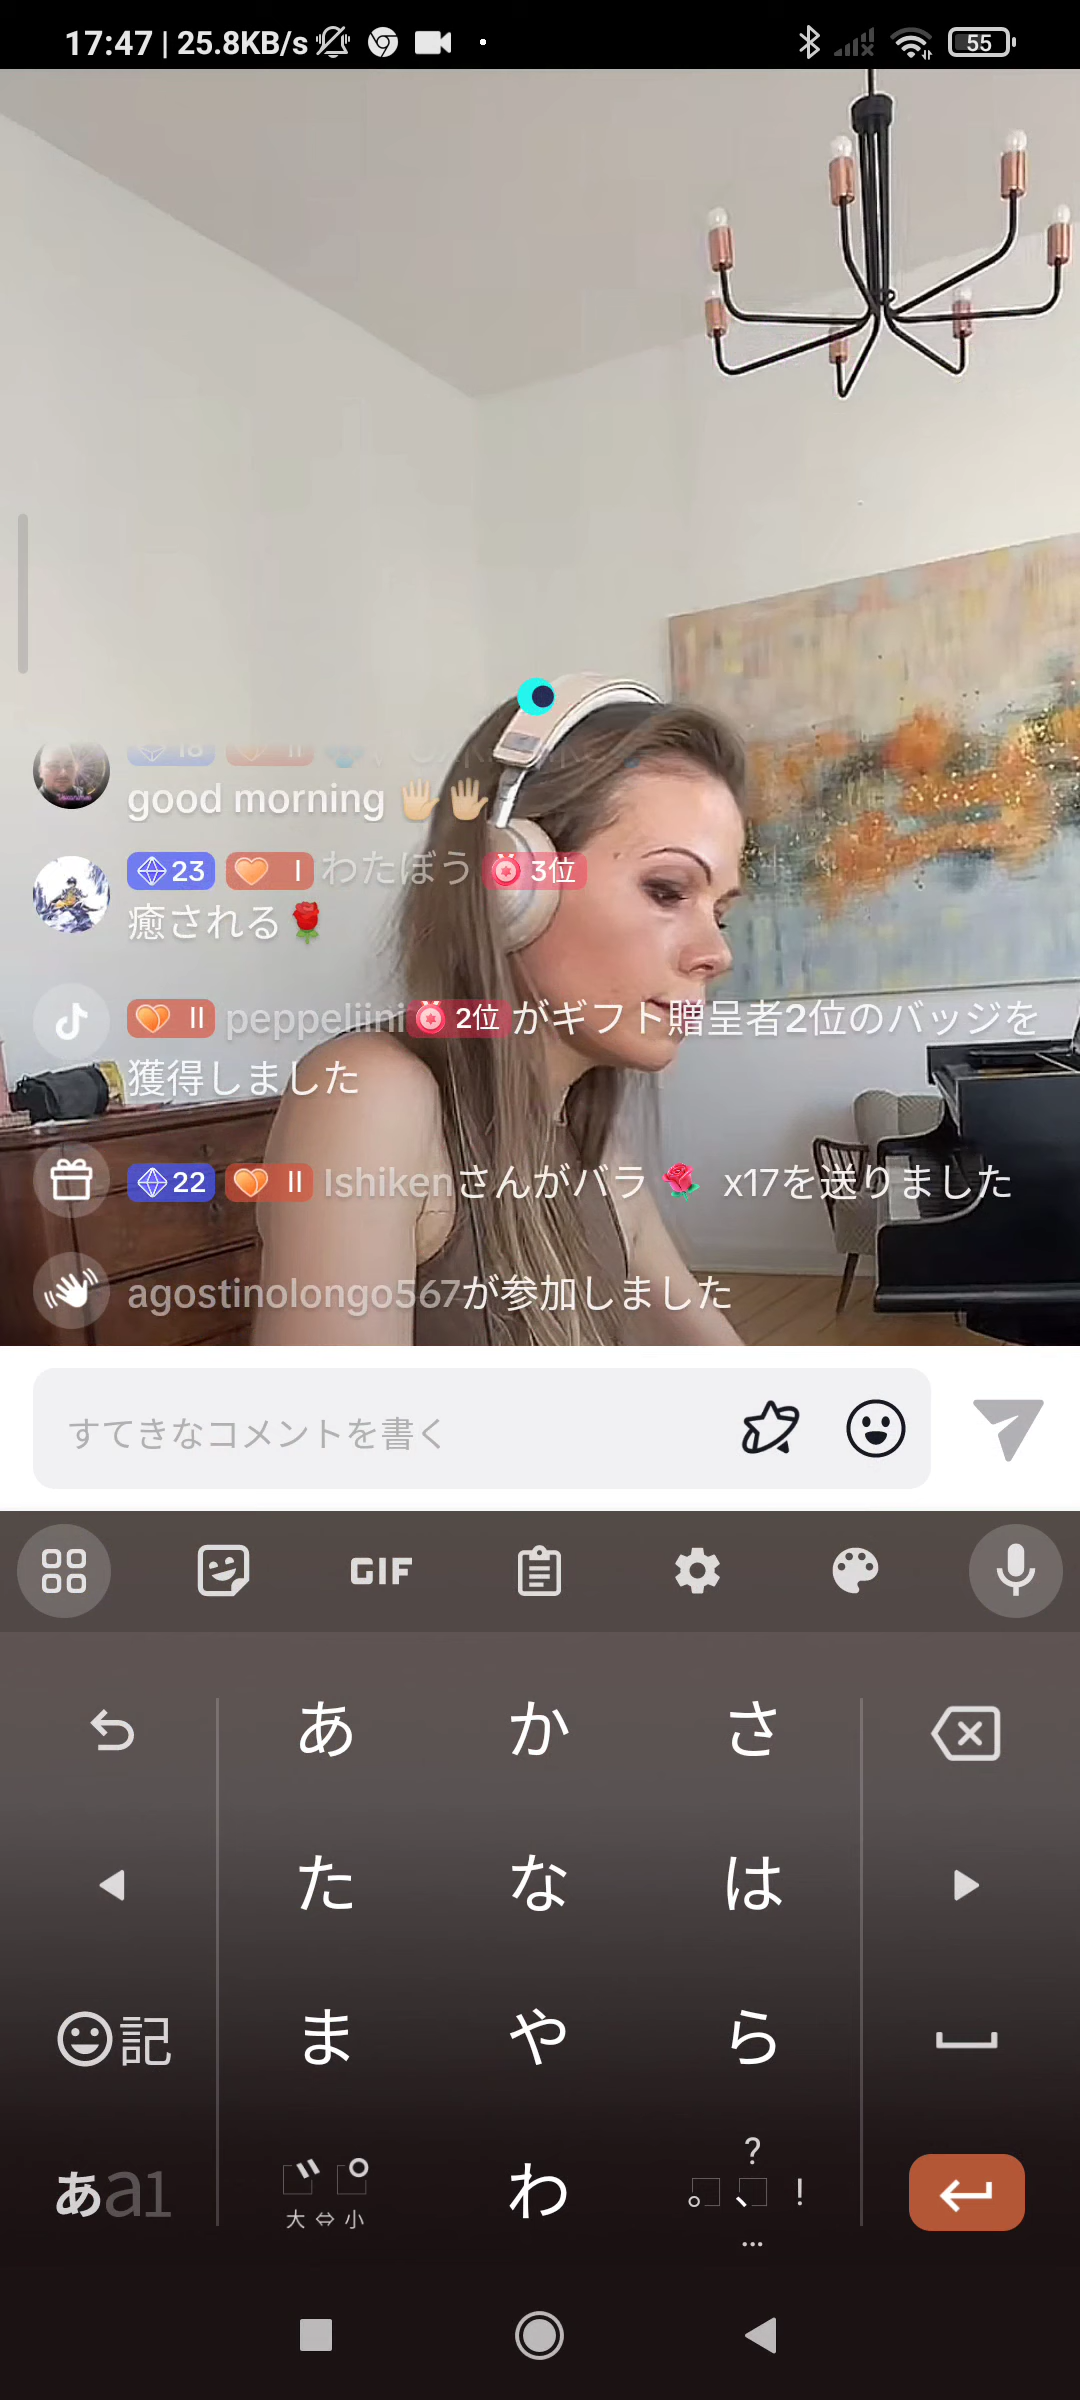 17:47 | 25.8KB/s 55
good morning 🖐🖐
23 I わたぼう 3位
癒される🌹
II peppeliini 2位 がギフト贈呈者2位のバッジを
獲得しました
22 II Ishikenさんがバラ 🌹 x17を送りました
agostinolongo567が参加しました
すてきなコメントを書く
GIF
あ か さ
た な は
記 ま や ら
あa1 大⇔小 わ 。、?!…